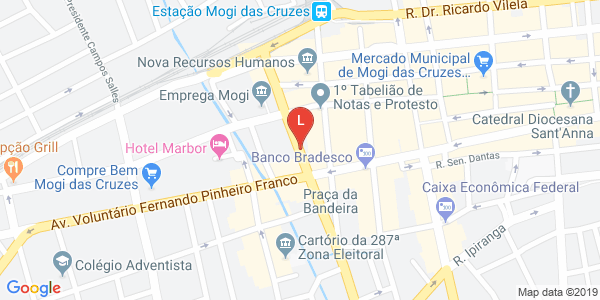 Estação Mogi das Cruzes
R. Dr. Ricardo Vilela
Presidente Campos Salles
Nova Recursos Humanos
Mercado Municipal
de Mogi das Cruzes...
Emprega Mogi
1º Tabelião de
Notas e Protesto
L
Catedral Diocesana
Sant'Anna
pção Grill
Hotel Marbor
Banco Bradesco
R. Sen. Dantas
Compre Bem
Mogi das Cruzes
Av. Voluntário Fernando Pinheiro Franco
Praça da
Bandeira
Caixa Econômica Federal
Cartório da 287ª
Zona Eleitoral
R. Ipiranga
Colégio Adventista
Google
Map data ©2019